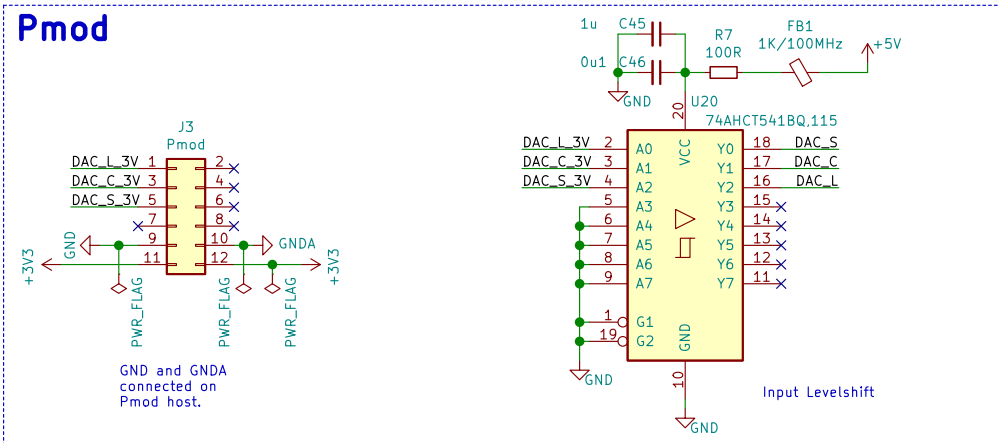 Pmod
J3
Pmod
DAC_L_3V 1 2
DAC_C_3V 3 4
DAC_S_3V 5 6
7 8
GND 9 10 GNDA
+3V3 11 12 +3V3
PWR_FLAG PWR_FLAG PWR_FLAG
GND and GNDA
connected on
Pmod host.
1u C45
0u1 C46
GND
R7
100R
FB1
1K/100MHz
+5V
U20
74AHCT541BQ,115
20
VCC
DAC_L_3V 2 A0 Y0 18 DAC_S
DAC_C_3V 3 A1 Y1 17 DAC_C
DAC_S_3V 4 A2 Y2 16 DAC_L
5 A3 Y3 15
6 A4 Y4 14
7 A5 Y5 13
8 A6 Y6 12
9 A7 Y7 11
1 G1
19 G2
GND
GND
10
GND
Input Levelshift